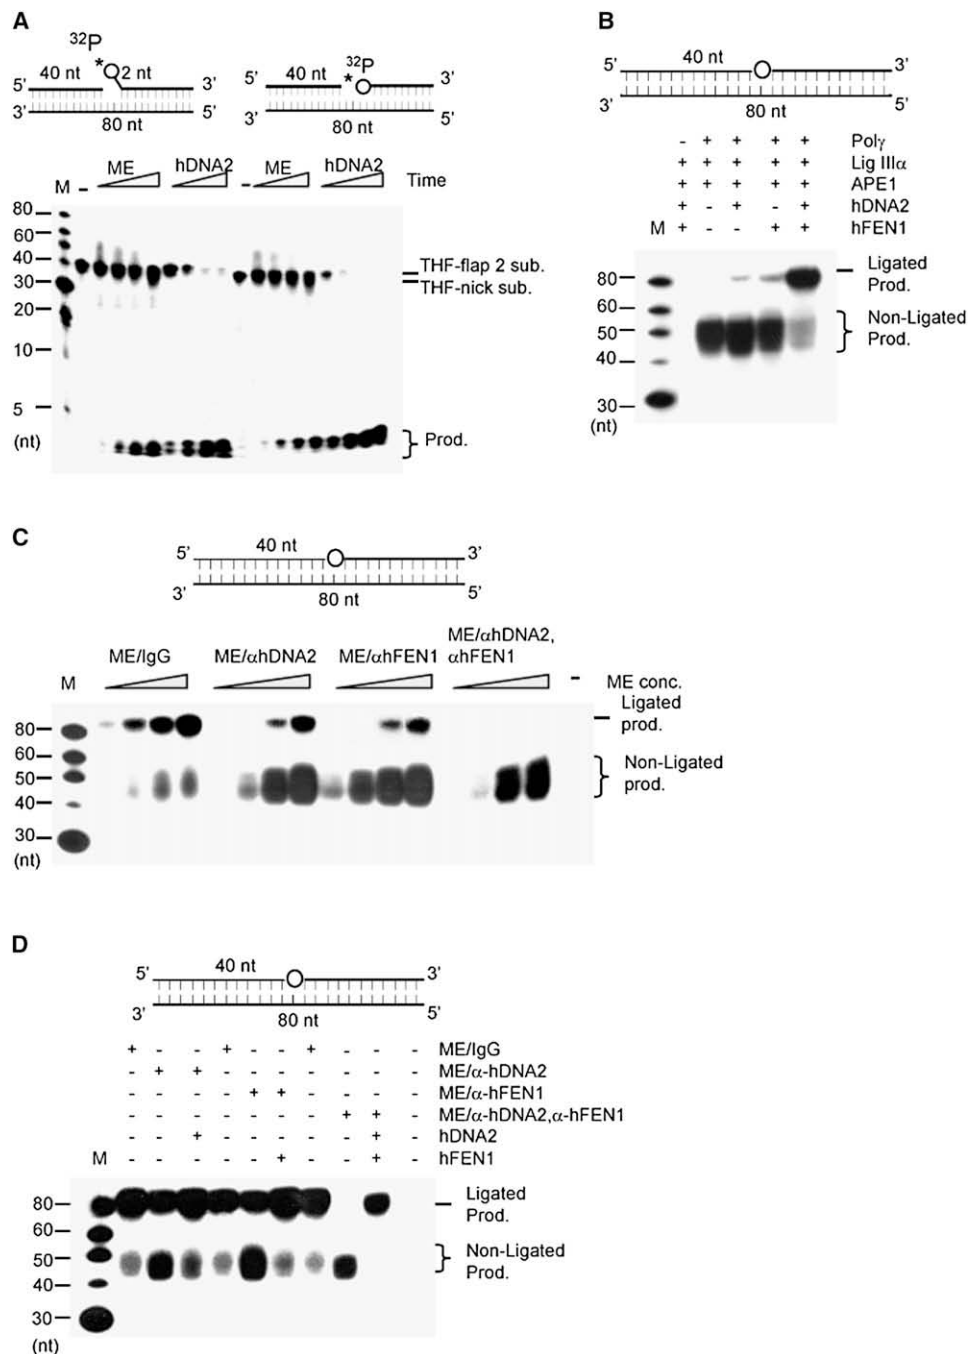 A
32P
*
40 nt
2 nt
5'
3'
3'
5'
80 nt
32P
*
40 nt
5'
3'
3'
5'
80 nt
M
-
ME
hDNA2
-
ME
hDNA2
Time
80
60
40
30
20
10
5
(nt)
THF-flap 2 sub.
THF-nick sub.
Prod.
B
40 nt
5'
3'
3'
5'
80 nt
- + + + + Polγ
+ + + + + Lig IIIα
+ + + + + APE1
+ - + - + hDNA2
M + - - + + hFEN1
80
60
50
40
30
(nt)
Ligated
Prod.
Non-Ligated
Prod.
C
40 nt
5'
3'
3'
5'
80 nt
M
ME/IgG
ME/αhDNA2
ME/αhFEN1
ME/αhDNA2,
αhFEN1
-
ME conc.
80
60
50
40
30
(nt)
Ligated
prod.
Non-Ligated
prod.
D
40 nt
5'
3'
3'
5'
80 nt
+ - - + - - + - - - ME/IgG
- + + - - - - - - - ME/α-hDNA2
- - - - + + - - - - ME/α-hFEN1
- - - - - - - + + - ME/α-hDNA2,α-hFEN1
- - + - - - - - + - hDNA2
M - - - - - + - - + - hFEN1
80
60
50
40
30
(nt)
Ligated
Prod.
Non-Ligated
Prod.